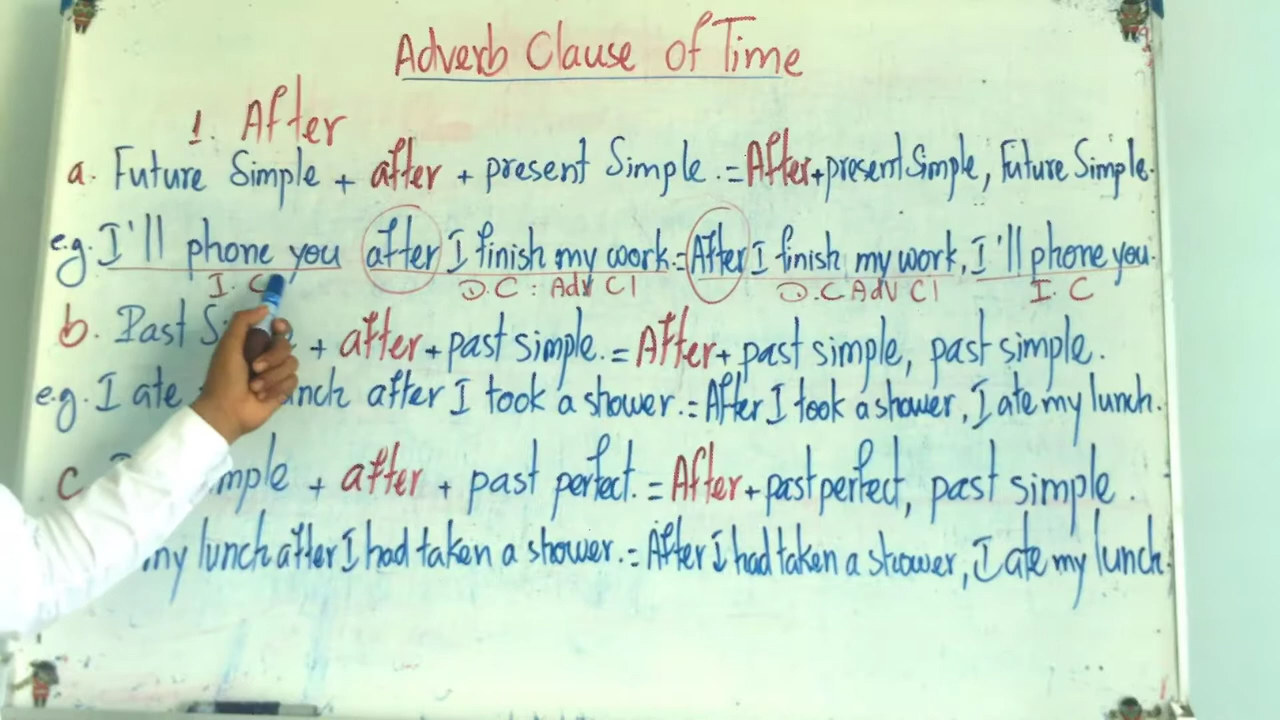 Adverb Clause of Time
1. After
a. Future Simple + after + present Simple. = After + present Simple, Future Simple.
e.g. I'll phone you after I finish my work. = After I finish my work, I'll phone you.
I. C D.C : Adv Cl D.C Adv Cl I. C
b. Past + after + past simple. = After + past simple, past simple.
e.g. I ate lunch after I took a shower. = After I took a shower, I ate my lunch.
c + after + past perfect. = After + past perfect, past simple.
my lunch after I had taken a shower. = After I had taken a shower, I ate my lunch.